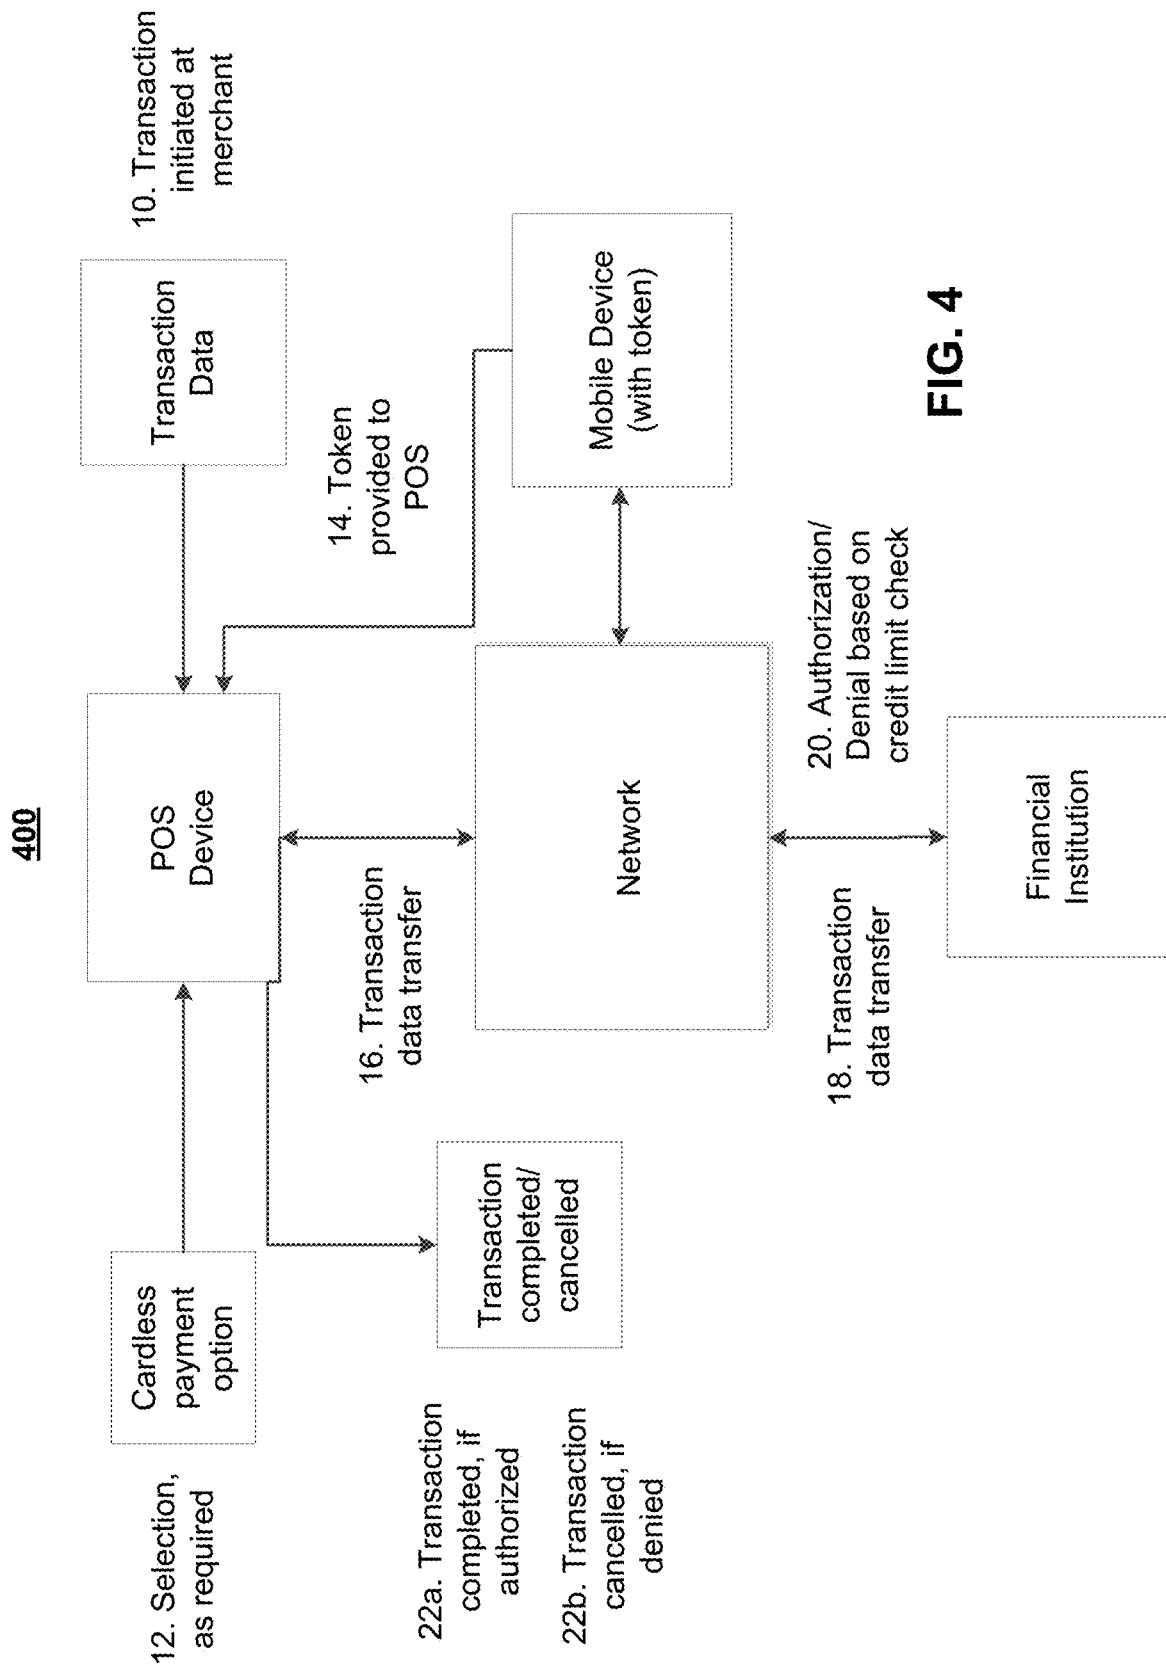 400
12. Selection,
as required
Cardless
payment
option
POS
Device
Transaction
Data
10. Transaction
initiated at
merchant
14. Token
provided to
POS
16. Transaction
data transfer
22a. Transaction
completed, if
authorized
22b. Transaction
cancelled, if
denied
Transaction
completed/
cancelled
Network
Mobile Device
(with token)
18. Transaction
data transfer
20. Authorization/
Denial based on
credit limit check
Financial
Institution
FIG. 4